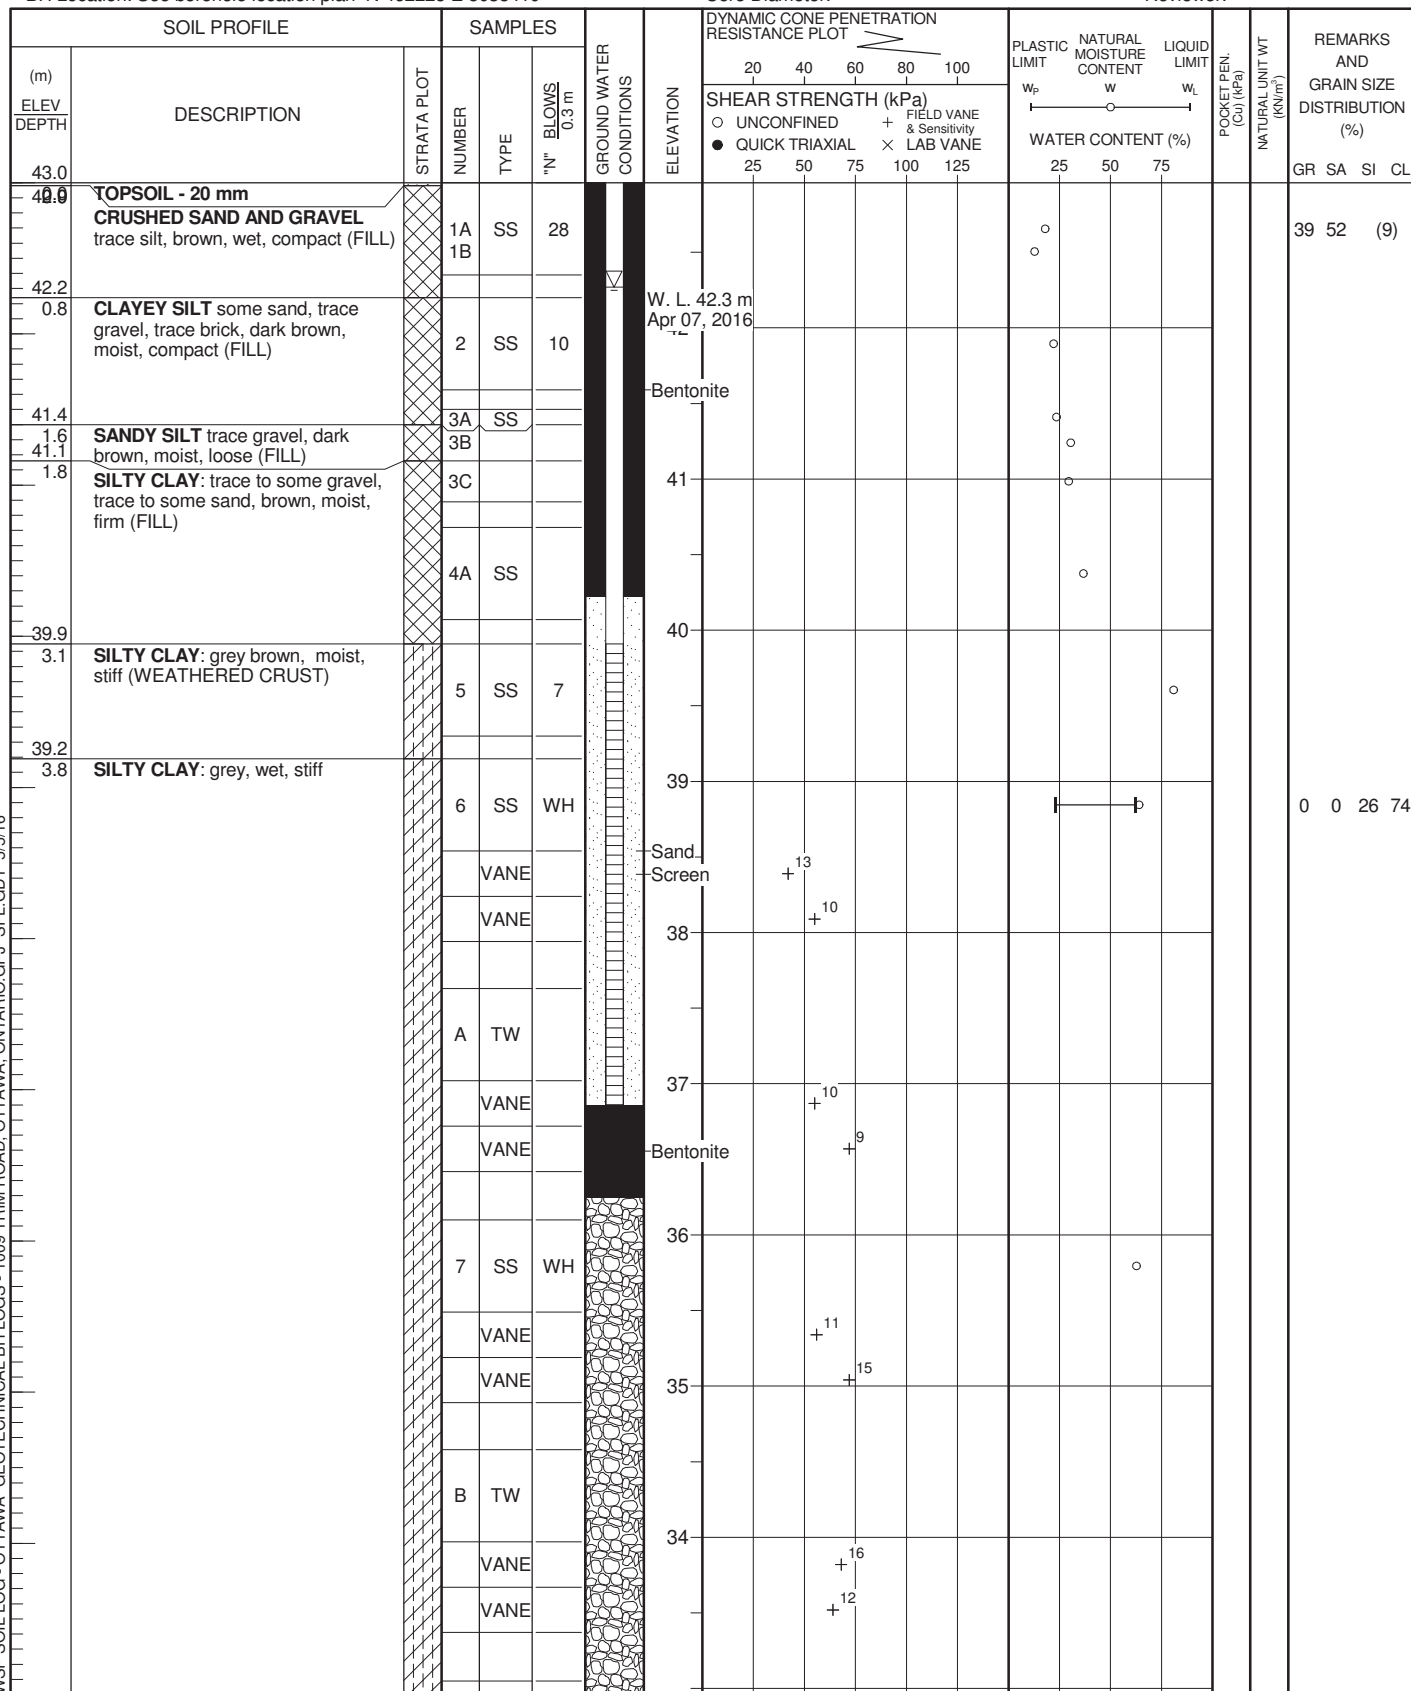 SOIL PROFILE
SAMPLES
(m)
ELEV
DEPTH
DESCRIPTION
STRATA PLOT
NUMBER
TYPE
"N" BLOWS
0.3 m
GROUND WATER
CONDITIONS
ELEVATION
DYNAMIC CONE PENETRATION
RESISTANCE PLOT
20 40 60 80 100
SHEAR STRENGTH (kPa)
UNCONFINED
+ FIELD VANE
& Sensitivity
QUICK TRIAXIAL
× LAB VANE
25 50 75 100 125
PLASTIC
LIMIT
NATURAL
MOISTURE
CONTENT
LIQUID
LIMIT
WP W WL
WATER CONTENT (%)
25 50 75
POCKET PEN.
(Cu) (kPa)
NATURAL UNIT WT
(KN/m³)
REMARKS
AND
GRAIN SIZE
DISTRIBUTION
(%)
GR SA SI CL
43.0
TOPSOIL - 20 mm
CRUSHED SAND AND GRAVEL
trace silt, brown, wet, compact (FILL)
1A SS 28
1B
39 52 (9)
42.2
0.8
CLAYEY SILT some sand, trace
gravel, trace brick, dark brown,
moist, compact (FILL)
2 SS 10
W. L. 42.3 m
Apr 07, 2016
Bentonite
41.4
3A SS
1.6
SANDY SILT trace gravel, dark
brown, moist, loose (FILL)
3B
41.1
1.8
SILTY CLAY: trace to some gravel,
trace to some sand, brown, moist,
firm (FILL)
3C
41
4A SS
40
39.9
3.1
SILTY CLAY: grey brown, moist,
stiff (WEATHERED CRUST)
5 SS 7
39.2
3.8
SILTY CLAY: grey, wet, stiff
39
6 SS WH
0 0 26 74
Sand
Screen
VANE
13
VANE
10
38
A TW
37
VANE
10
VANE
9
Bentonite
36
7 SS WH
VANE
11
VANE
15
35
B TW
34
VANE
16
VANE
12